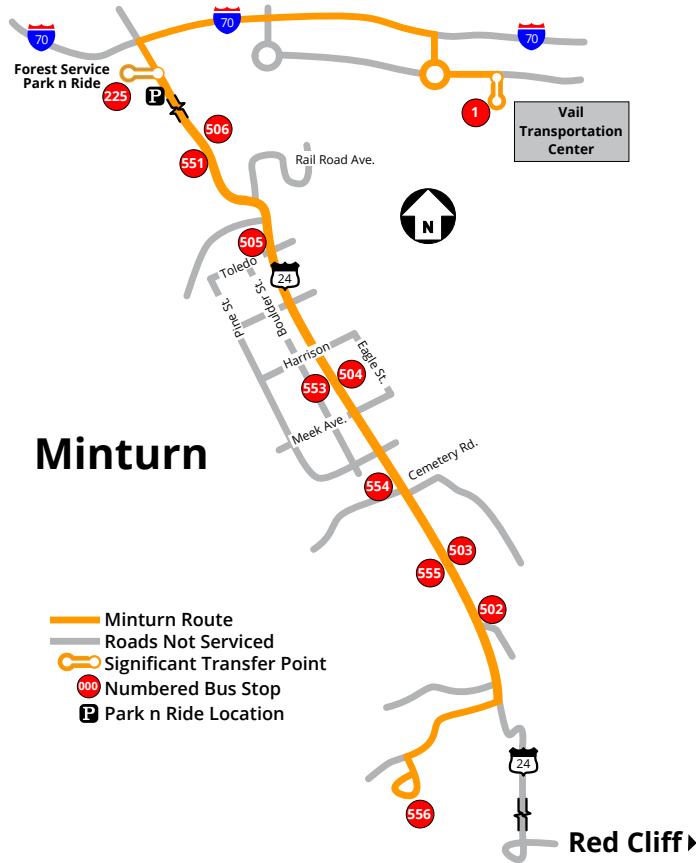 70
70
70
Forest Service
Park n Ride
225
P
1
Vail
Transportation
Center
506
551
Rail Road Ave.
N
505
Toledo
24
Pine St.
Boulder St.
Harrison
Eagle St.
504
553
Meek Ave.
Minturn
Cemetery Rd.
554
503
555
502
Minturn Route
Roads Not Serviced
Significant Transfer Point
000 Numbered Bus Stop
P Park n Ride Location
24
556
Red Cliff